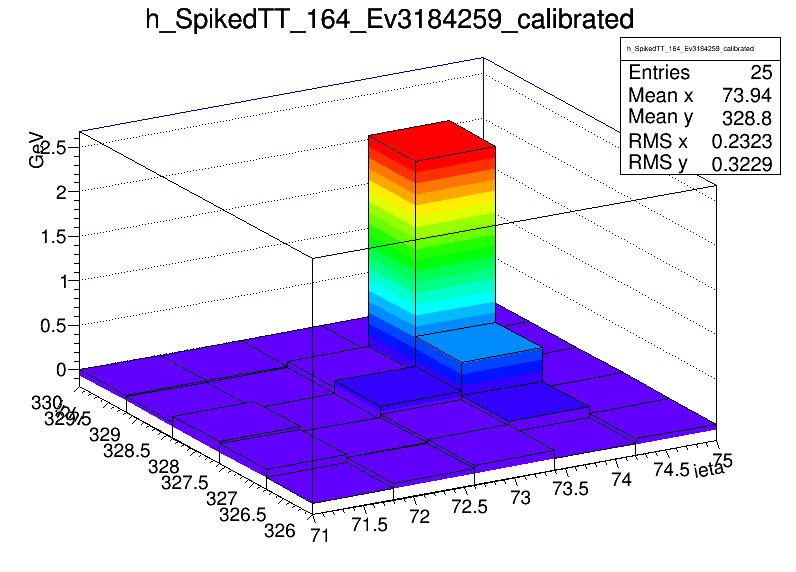 h_SpikedTT_164_Ev3184259_calibrated
h_SpikedTT_164_Ev3184259_calibrated
Entries 25
Mean x 73.94
Mean y 328.8
RMS x 0.2323
RMS y 0.3229
GeV
2.5
2
1.5
1
0.5
0
330
329.5
329
328.5
328
327.5
327
326.5
326
71
71.5
72
72.5
73
73.5
74
74.5
75
ieta